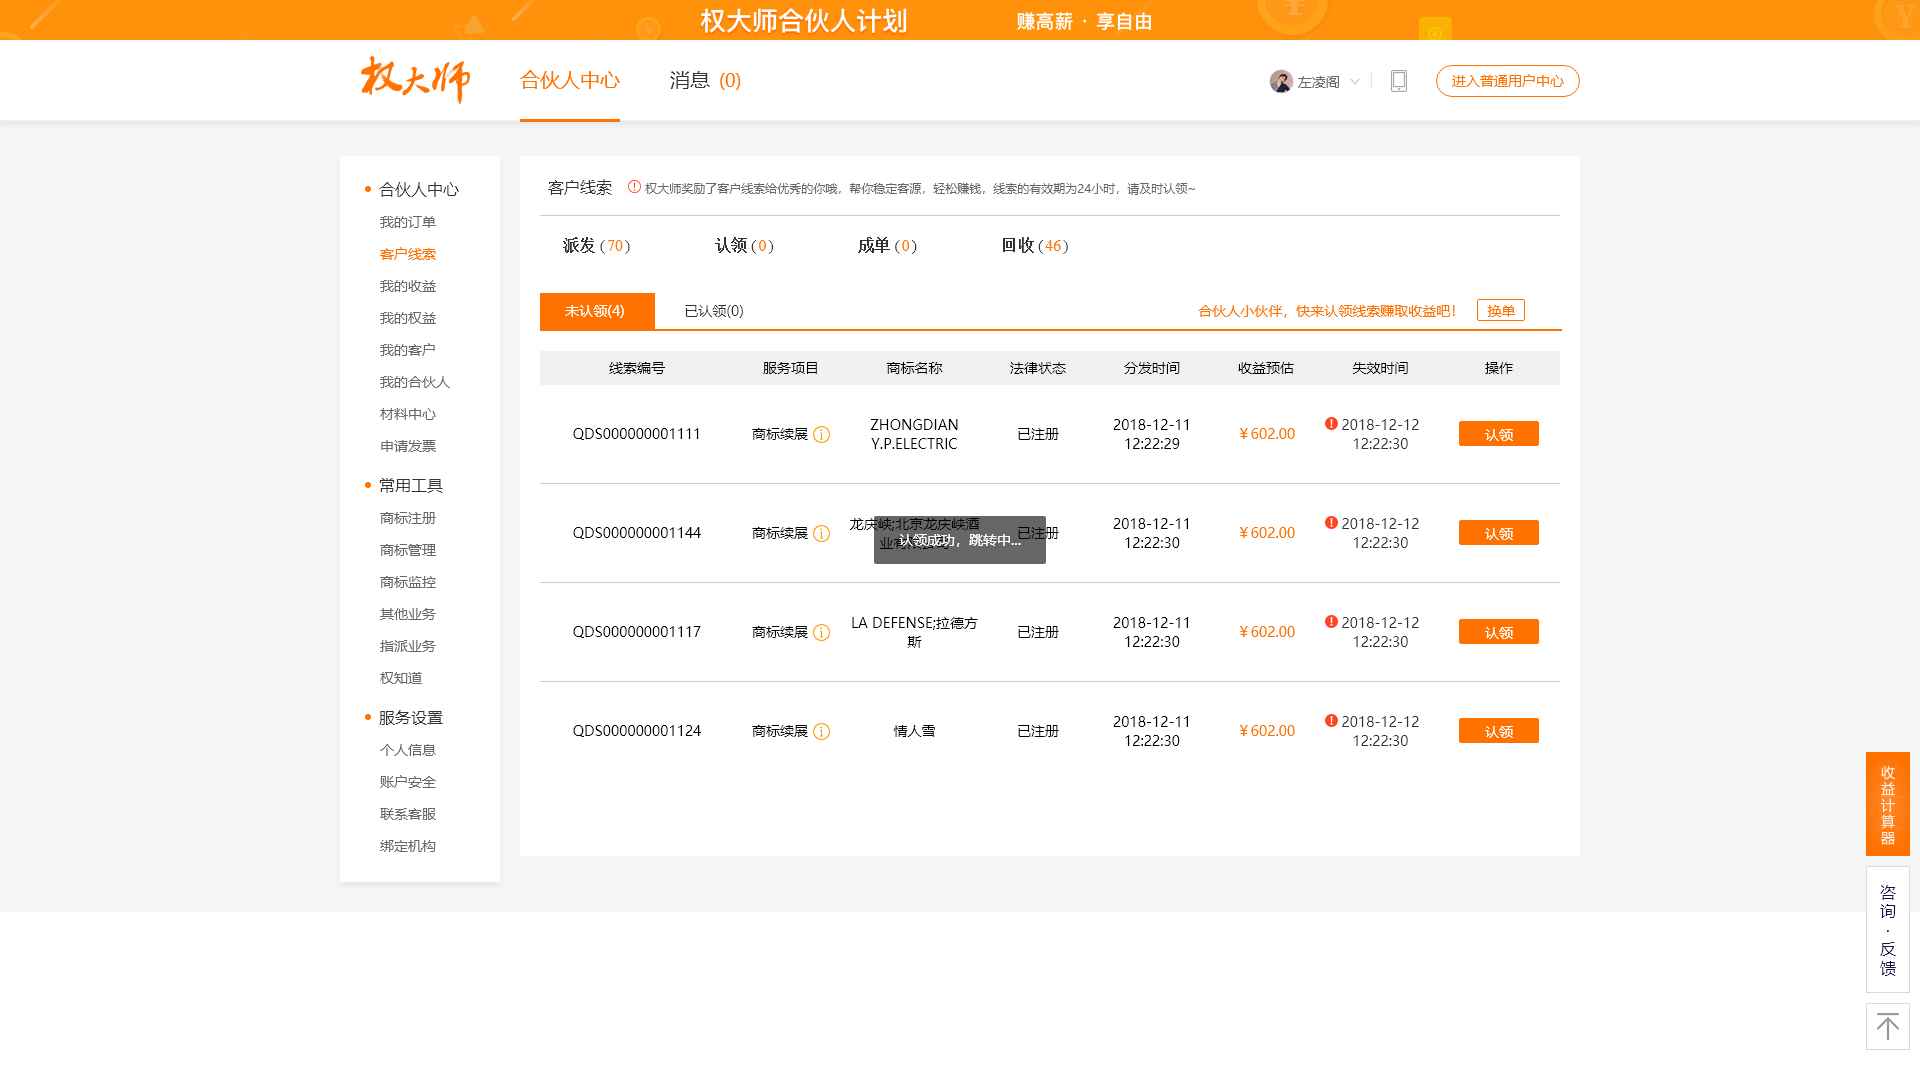 权大师合伙人计划 赚高薪 · 享自由
权大师 合伙人中心 消息 (0) 左凌阁 进入普通用户中心
合伙人中心
我的订单
客户线索
我的收益
我的权益
我的客户
我的合伙人
材料中心
申请发票
常用工具
商标注册
商标管理
商标监控
其他业务
指派业务
权知道
服务设置
个人信息
账户安全
联系客服
绑定机构
客户线索 权大师奖励了客户线索给优秀的你哦，帮你稳定客源，轻松赚钱，线索的有效期为24小时，请及时认领~
派发 (70) 认领 (0) 成单 (0) 回收 (46)
未认领(4) 已认领(0) 合伙人小伙伴，快来认领线索赚取收益吧！ 换单
线索编号 服务项目 商标名称 法律状态 分发时间 收益预估 失效时间 操作
QDS000000001111 商标续展 ZHONGDIAN Y.P.ELECTRIC 已注册 2018-12-11 12:22:29 ￥602.00 2018-12-12 12:22:30 认领
QDS000000001144 商标续展 龙庆峡;北京龙庆峡酒业有限公司 已注册 2018-12-11 12:22:30 ￥602.00 2018-12-12 12:22:30 认领
认领成功，跳转中...
QDS000000001117 商标续展 LA DEFENSE;拉德方斯 已注册 2018-12-11 12:22:30 ￥602.00 2018-12-12 12:22:30 认领
QDS000000001124 商标续展 情人雪 已注册 2018-12-11 12:22:30 ￥602.00 2018-12-12 12:22:30 认领
收益计算器
咨询·反馈